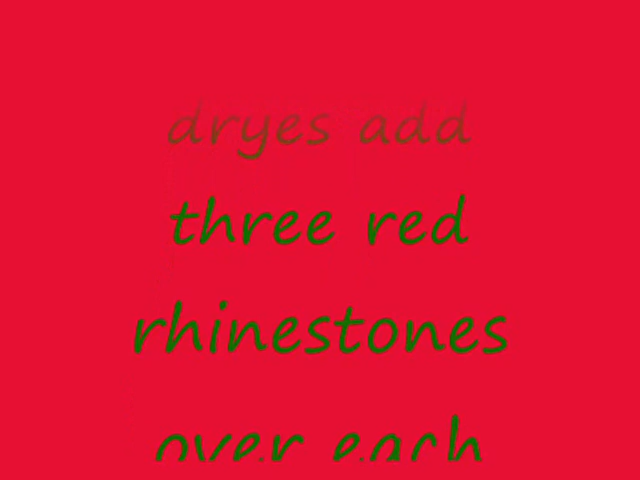 dryes add
three red
rhinestones
over each